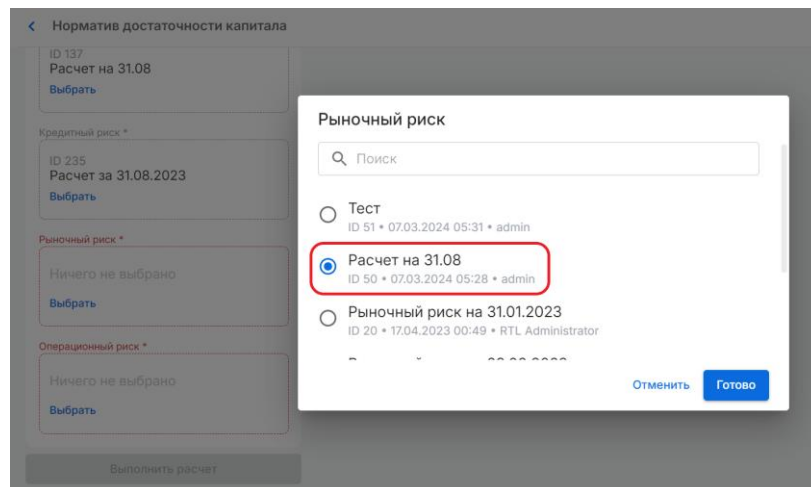 Норматив достаточности капитала
ID 137
Расчет на 31.08
Выбрать
Кредитный риск *
ID 235
Расчет за 31.08.2023
Выбрать
Рыночный риск *
Ничего не выбрано
Выбрать
Операционный риск *
Ничего не выбрано
Выбрать
Выполнить расчет
Рыночный риск
Поиск
Тест
ID 51 • 07.03.2024 05:31 • admin
Расчет на 31.08
ID 50 • 07.03.2024 05:28 • admin
Рыночный риск на 31.01.2023
ID 20 • 17.04.2023 00:49 • RTL Administrator
Отменить
Готово